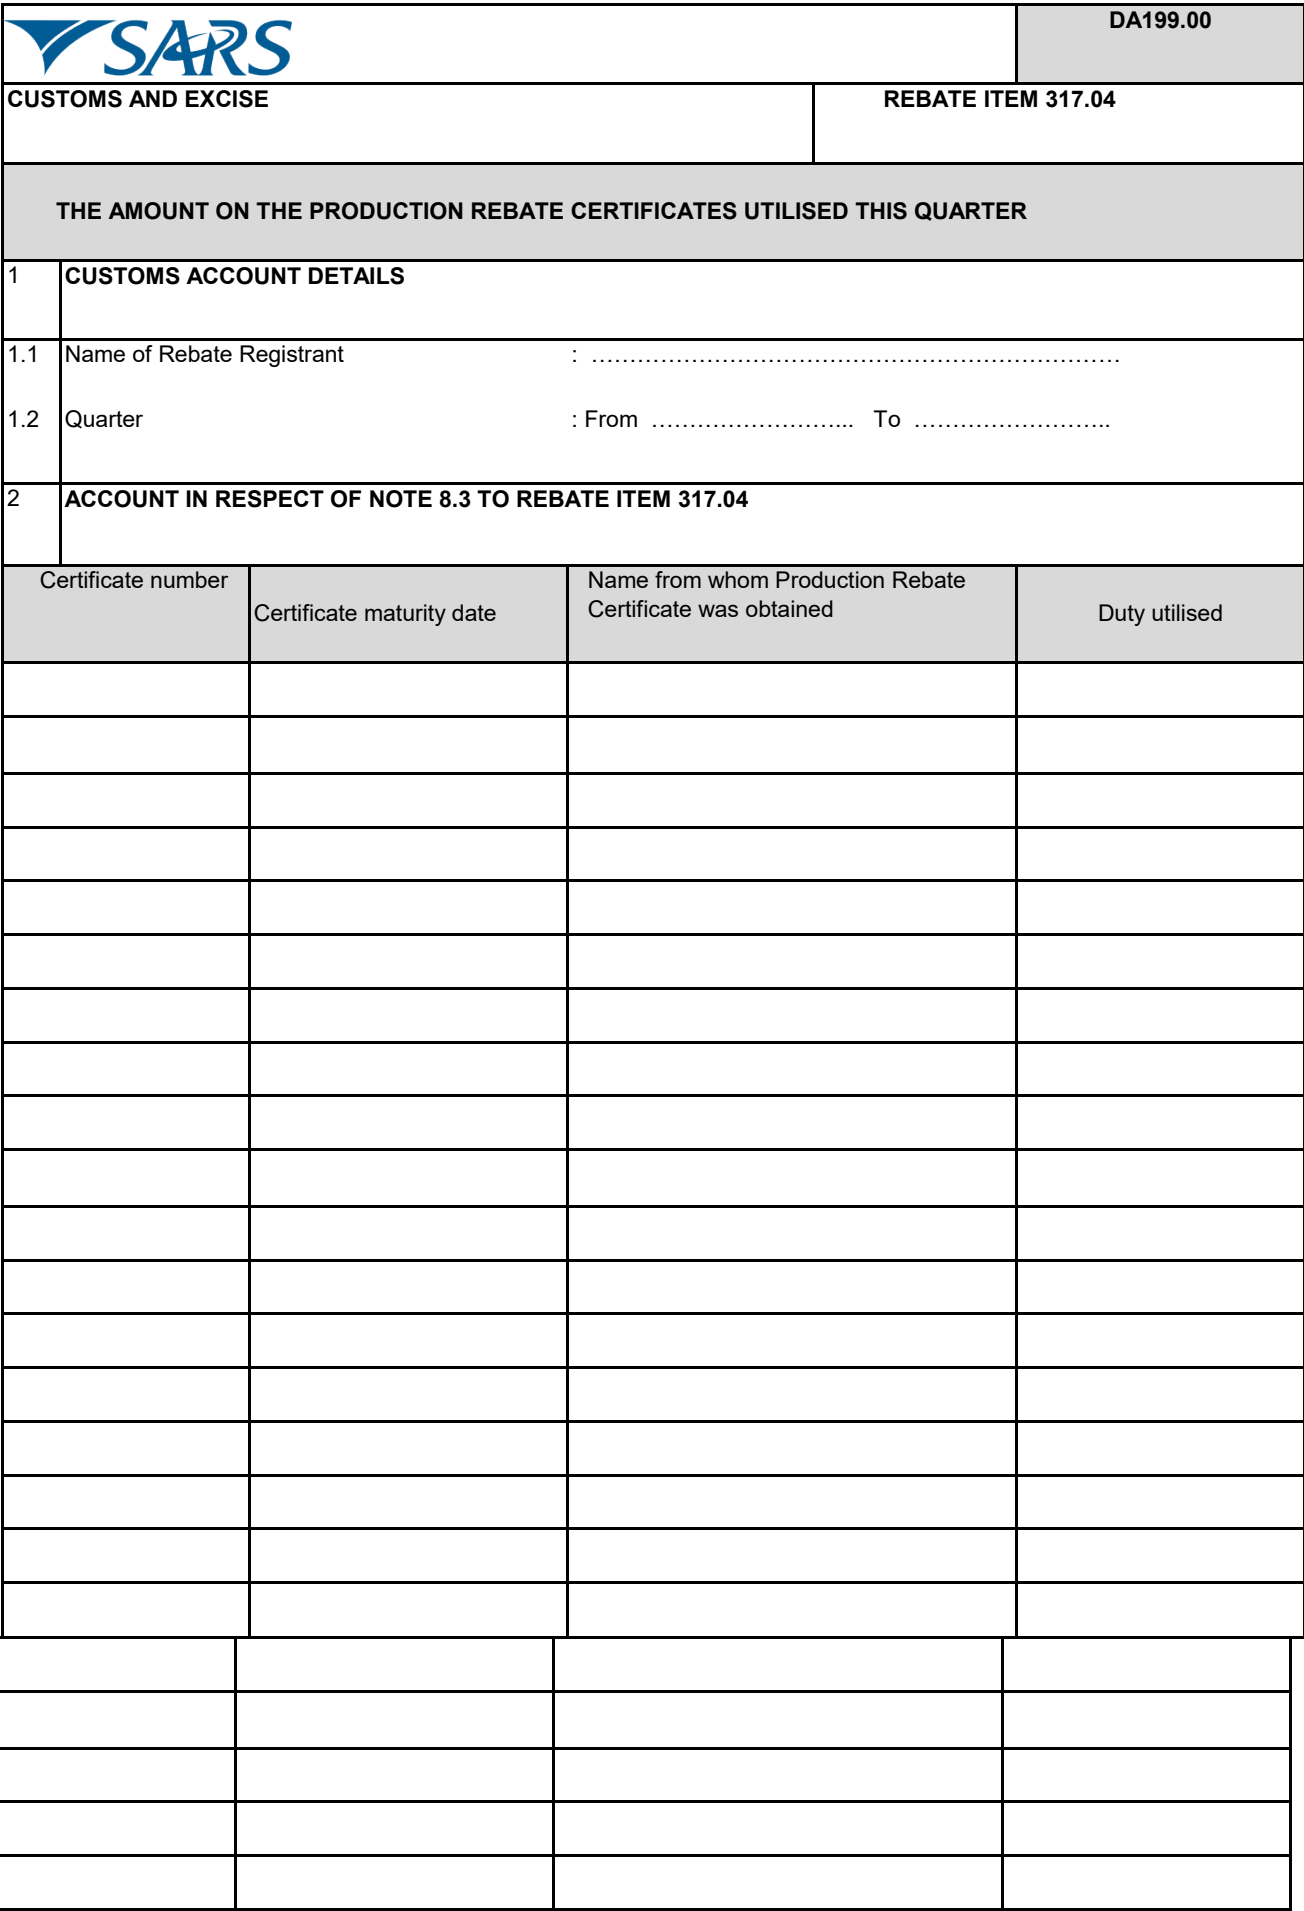 SARS
DA199.00
CUSTOMS AND EXCISE
REBATE ITEM 317.04
THE AMOUNT ON THE PRODUCTION REBATE CERTIFICATES UTILISED THIS QUARTER
1 CUSTOMS ACCOUNT DETAILS
1.1 Name of Rebate Registrant : ……………………………………………………………
1.2 Quarter : From ……………………... To ……………………..
2 ACCOUNT IN RESPECT OF NOTE 8.3 TO REBATE ITEM 317.04
Certificate number
Certificate maturity date
Name from whom Production Rebate
Certificate was obtained
Duty utilised